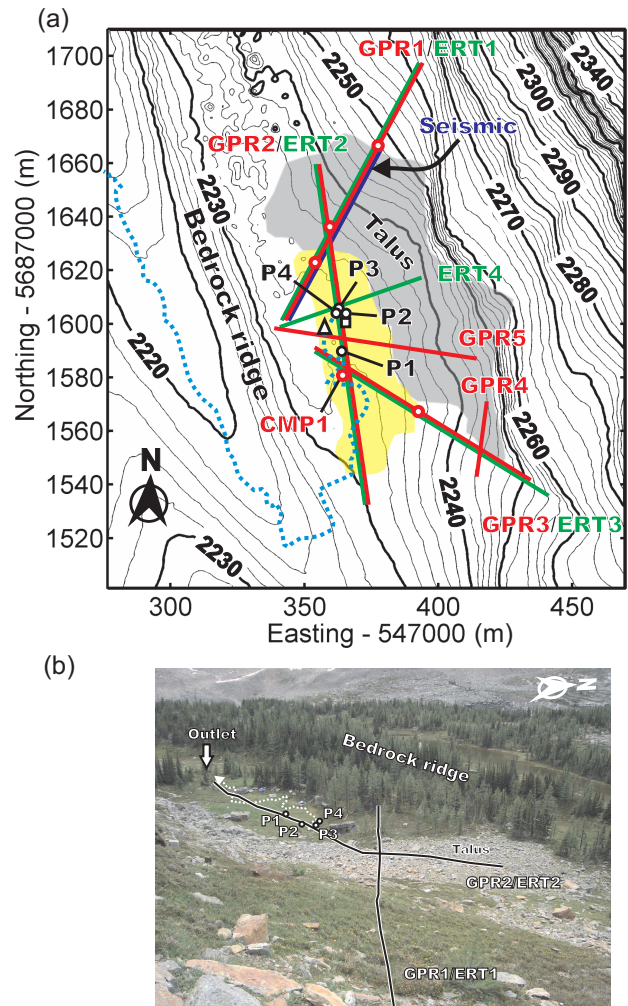 (a)
1710
1700
1680
1660
1640
1620
1600
1580
1560
1540
1520
Northing - 5687000 (m)
300
350
400
450
Easting - 547000 (m)
GPR1/ERT1
2250
2300
2340
Seismic
GPR2/ERT2
2290
2230
Bedrock ridge
Talus
2270
P3
P4
ERT4
2280
P2
2220
GPR5
P1
GPR4
CMP1
2260
N
2240
GPR3/ERT3
2230
(b)
N
Outlet
Bedrock ridge
P1
P4
P2
P3
Talus
GPR2/ERT2
GPR1/ERT1